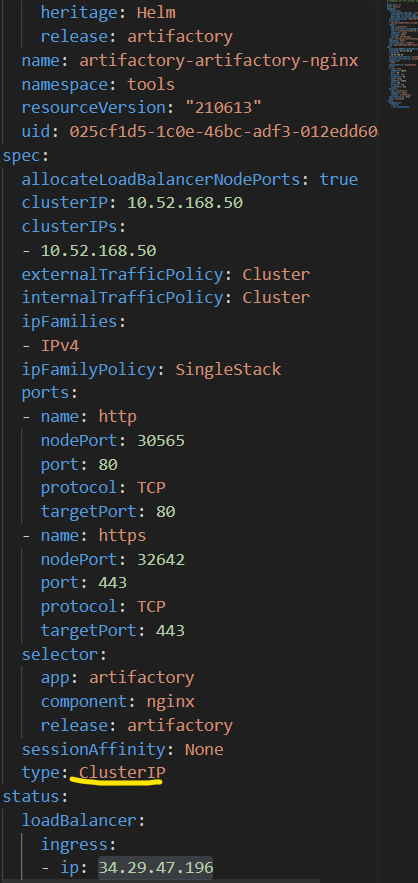 heritage: Helm
release: artifactory
name: artifactory-artifactory-nginx
namespace: tools
resourceVersion: "210613"
uid: 025cf1d5-1c0e-46bc-adf3-012edd60
spec:
allocateLoadBalancerNodePorts: true
clusterIP: 10.52.168.50
clusterIPs:
- 10.52.168.50
externalTrafficPolicy: Cluster
internalTrafficPolicy: Cluster
ipFamilies:
- IPv4
ipFamilyPolicy: SingleStack
ports:
- name: http
nodePort: 30565
port: 80
protocol: TCP
targetPort: 80
- name: https
nodePort: 32642
port: 443
protocol: TCP
targetPort: 443
selector:
app: artifactory
component: nginx
release: artifactory
sessionAffinity: None
type: ClusterIP
status:
loadBalancer:
ingress:
- ip: 34.29.47.196